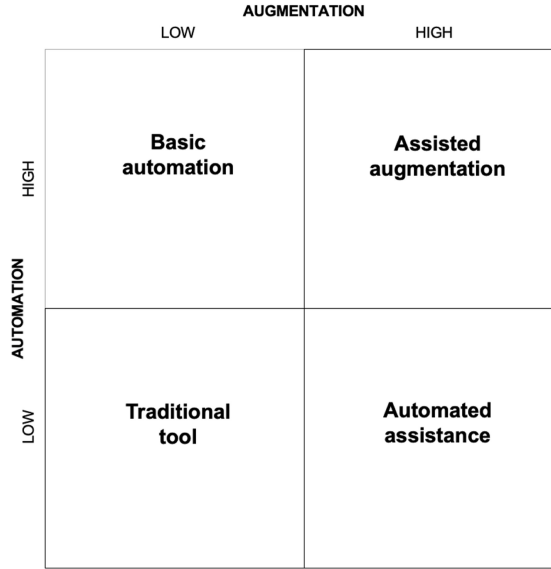 AUGMENTATION
LOW HIGH
AUTOMATION
HIGH
Basic
automation
Assisted
augmentation
LOW
Traditional
tool
Automated
assistance